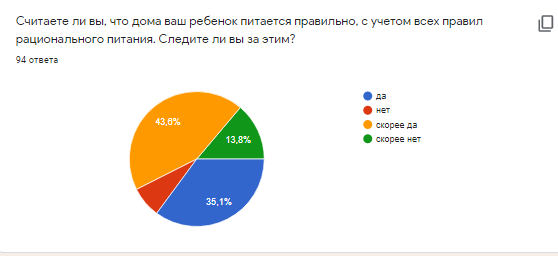 Считаете ли вы, что дома ваш ребенок питается правильно, с учетом всех правил
рационального питания. Следите ли вы за этим?
94 ответа
да
нет
скорее да
скорее нет
43,6%
13,8%
35,1%